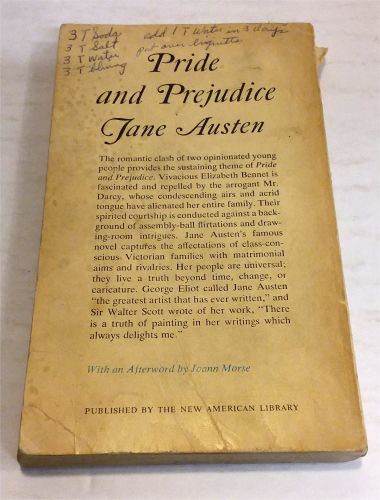 3 T Soda   add 1 T Water in 3 days
3 T Salt   put over briquette
3 T Water
3 T bluing
Pride
and Prejudice
Jane Austen
The romantic clash of two opinionated young
people provides the sustaining theme of Pride
and Prejudice. Vivacious Elizabeth Bennet is
fascinated and repelled by the arrogant Mr.
Darcy, whose condescending airs and acrid
tongue have alienated her entire family. Their
spirited courtship is conducted against a back-
ground of assembly-ball flirtations and draw-
ing-room intrigues. Jane Austen's famous
novel captures the affectations of class-con-
scious Victorian families with matrimonial
aims and rivalries. Her people are universal;
they live a truth beyond time, change, or
caricature. George Eliot called Jane Austen
"the greatest artist that has ever written," and
Sir Walter Scott wrote of her work, "There
is a truth of painting in her writings which
always delights me."
With an Afterword by Joann Morse
PUBLISHED BY THE NEW AMERICAN LIBRARY